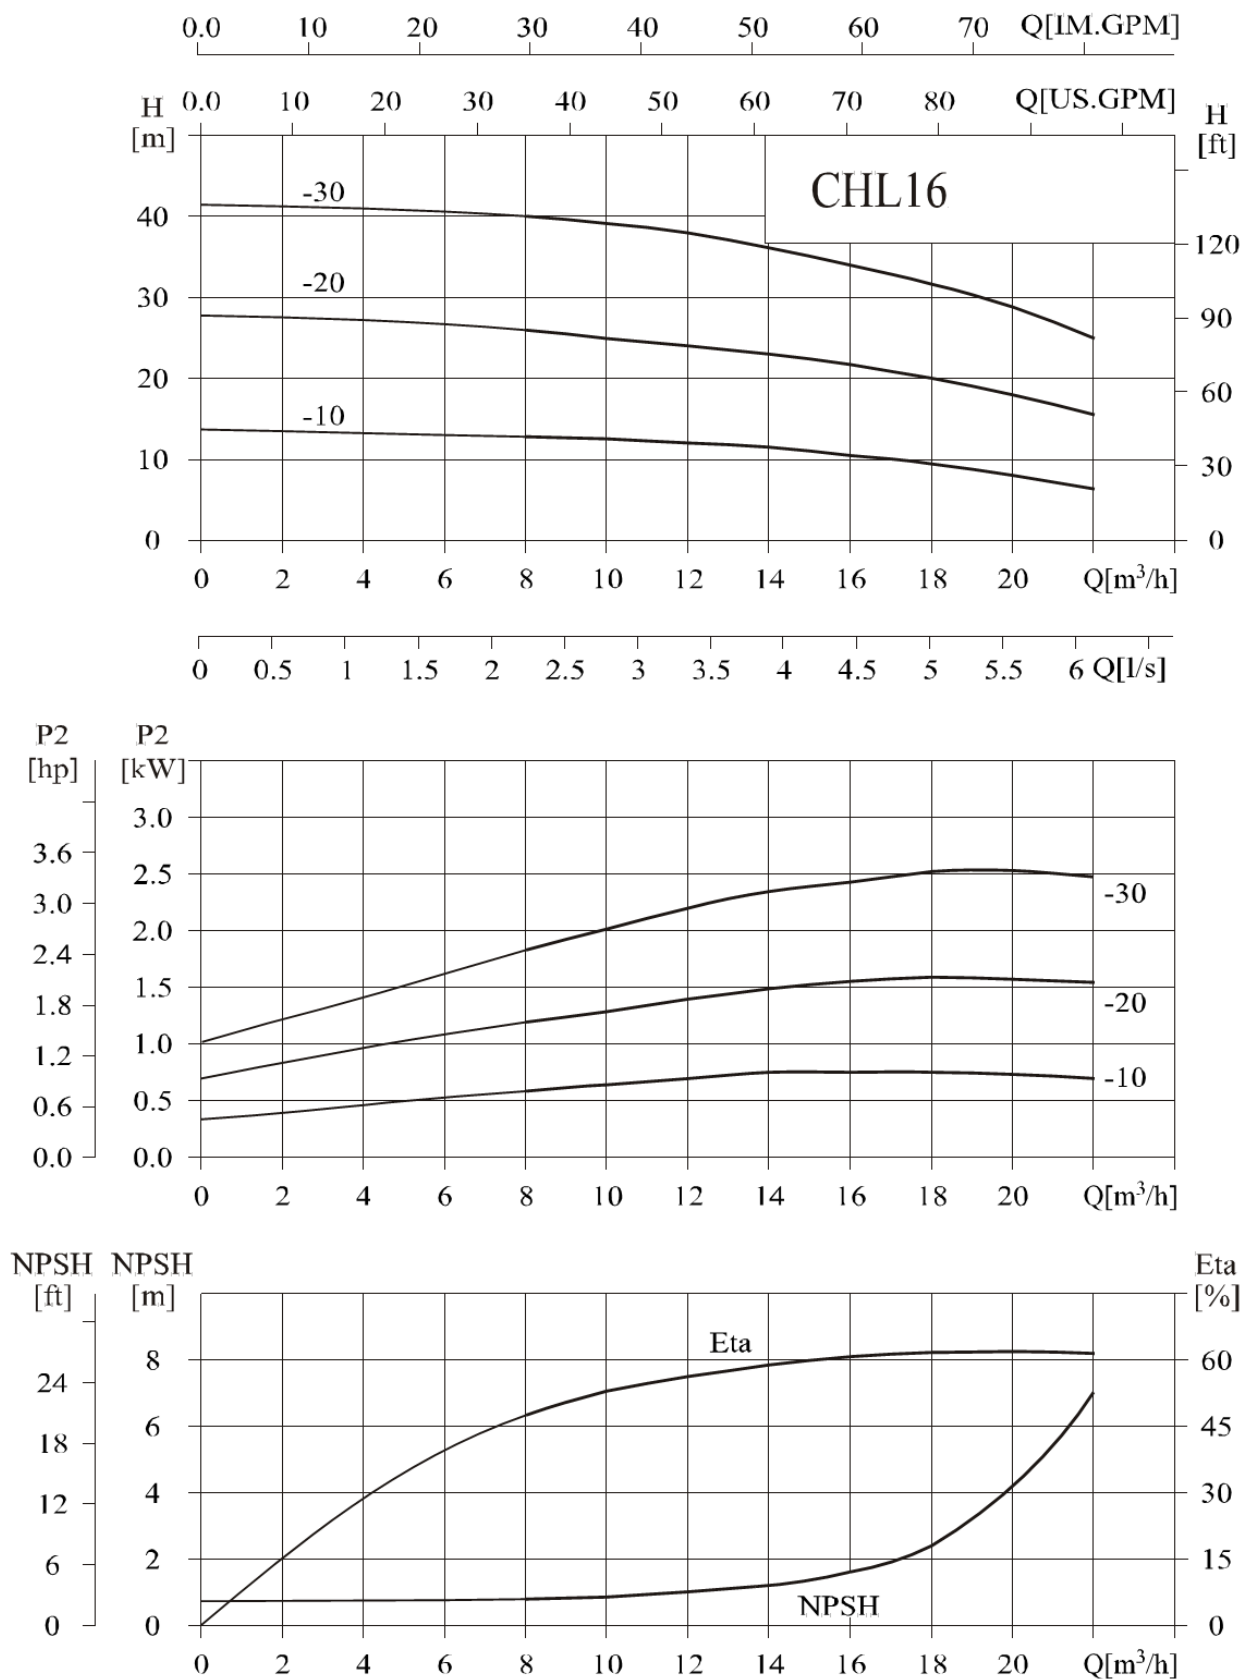 0.0 10 20 30 40 50 60 70 Q[IM.GPM]
0.0 10 20 30 40 50 60 70 80 Q[US.GPM]
H
[m]
H
[ft]
CHL16
-30
40
120
-20
30
90
20
60
-10
10
30
0
0
0 2 4 6 8 10 12 14 16 18 20 Q[m³/h]
0 0.5 1 1.5 2 2.5 3 3.5 4 4.5 5 5.5 6 Q[l/s]
P2 P2
[hp] [kW]
3.0
3.6
2.5
-30
3.0
2.0
2.4
1.5
1.8
-20
1.2
1.0
-10
0.6
0.5
0.0 0.0
0 2 4 6 8 10 12 14 16 18 20 Q[m³/h]
NPSH NPSH Eta
[ft] [m] [%]
Eta
8 60
24
6 45
18
4 30
12
2 15
6
NPSH
0 0 0
0 2 4 6 8 10 12 14 16 18 20 Q[m³/h]